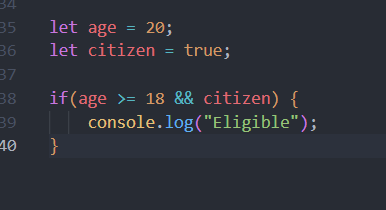 34
35 let age = 20;
36 let citizen = true;
37
38 if(age >= 18 && citizen) {
39 console.log("Eligible");
40 }